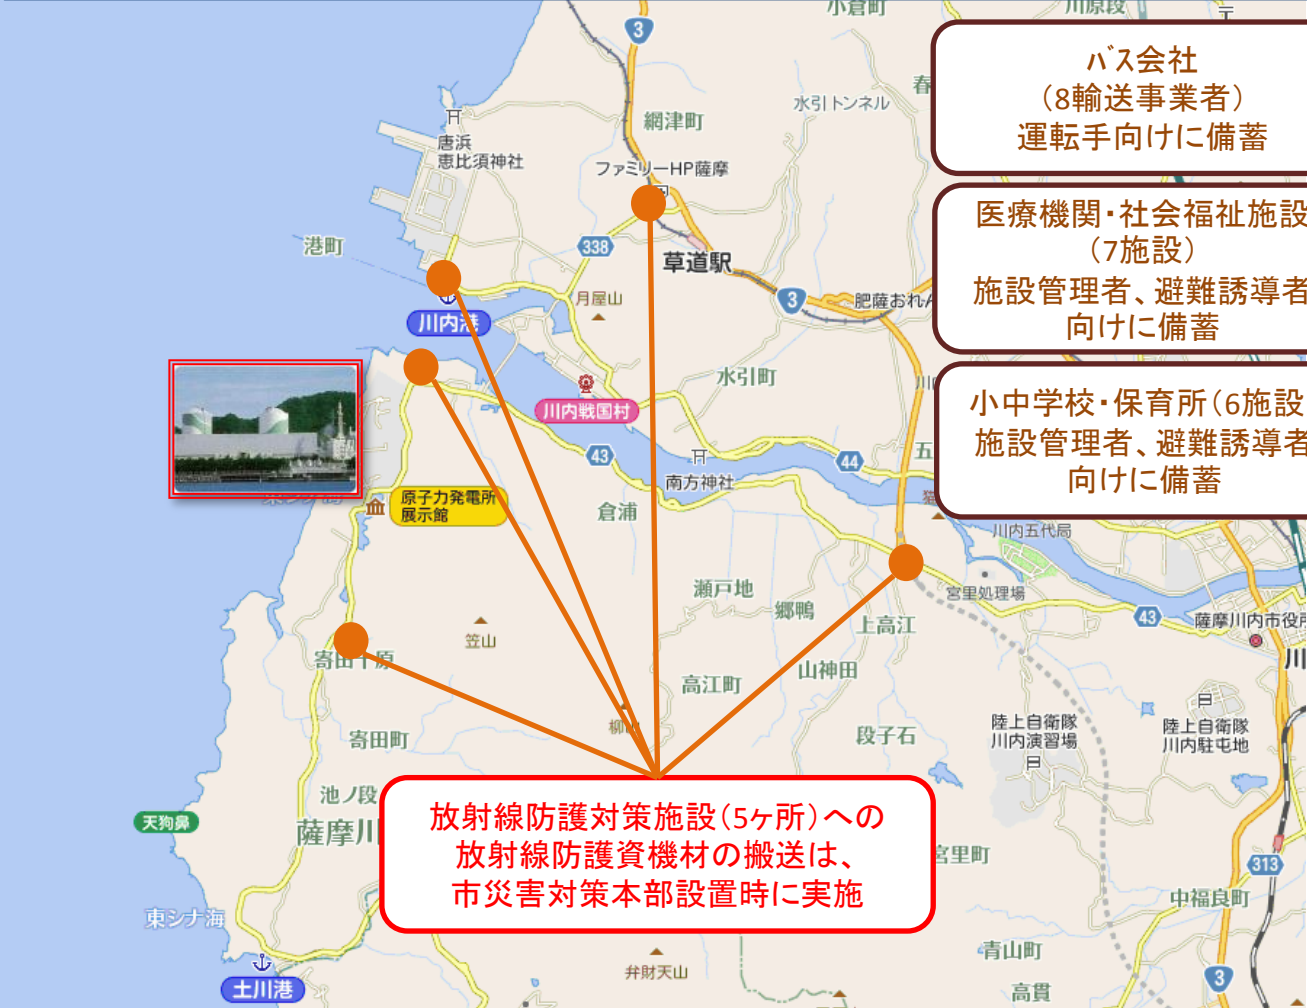 小倉町
川原段
3
バス会社
（8輸送事業者）
運転手向けに備蓄
春
水引トンネル
網津町
唐浜
恵比須神社
ファミリーHP薩摩
医療機関・社会福祉施設
（7施設）
施設管理者、避難誘導者
向けに備蓄
港町
338
草道駅
月屋山
3
肥薩おれん
川内港
水引町
川内戦国村
小中学校・保育所（6施設
施設管理者、避難誘導者
向けに備蓄
43
44
五
南方神社
原子力発電所
展示館
倉浦
川内五代局
瀬戸地
郷鴨
宮里処理場
上高江
43
薩摩川内市役所
川
笠山
寄田十原
山神田
高江町
柳山
陸上自衛隊
川内演習場
陸上自衛隊
川内駐屯地
寄田町
段子石
池ノ段
天狗鼻
薩摩川
放射線防護対策施設（5ヶ所）への
放射線防護資機材の搬送は、
市災害対策本部設置時に実施
宮里町
313
中福良町
東シナ海
青山町
弁財天山
3
土川港
高貫